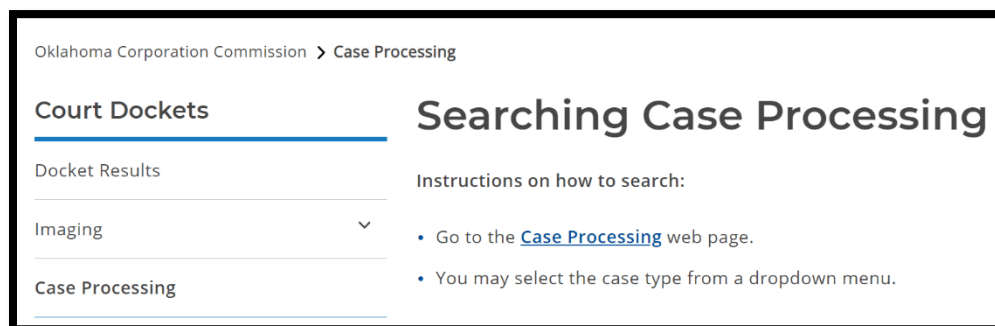 Oklahoma Corporation Commission > Case Processing
Court Dockets
Docket Results
Imaging
Case Processing
Searching Case Processing
Instructions on how to search:
• Go to the Case Processing web page.
• You may select the case type from a dropdown menu.